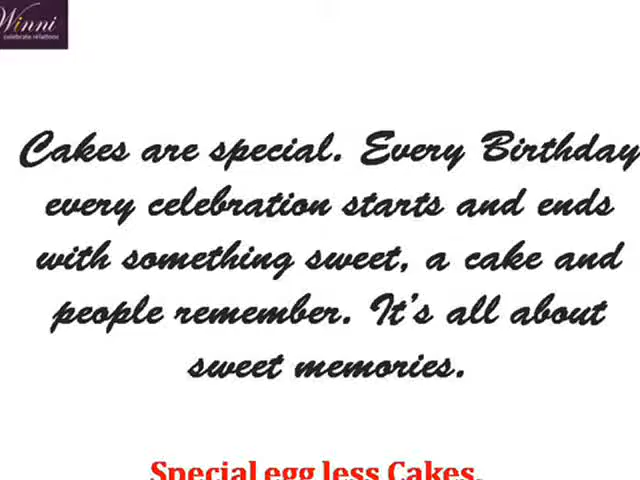 Winni
celebrate relations
Cakes are special. Every Birthday
every celebration starts and ends
with something sweet, a cake and
people remember. It's all about
sweet memories.
Special egg less Cakes.